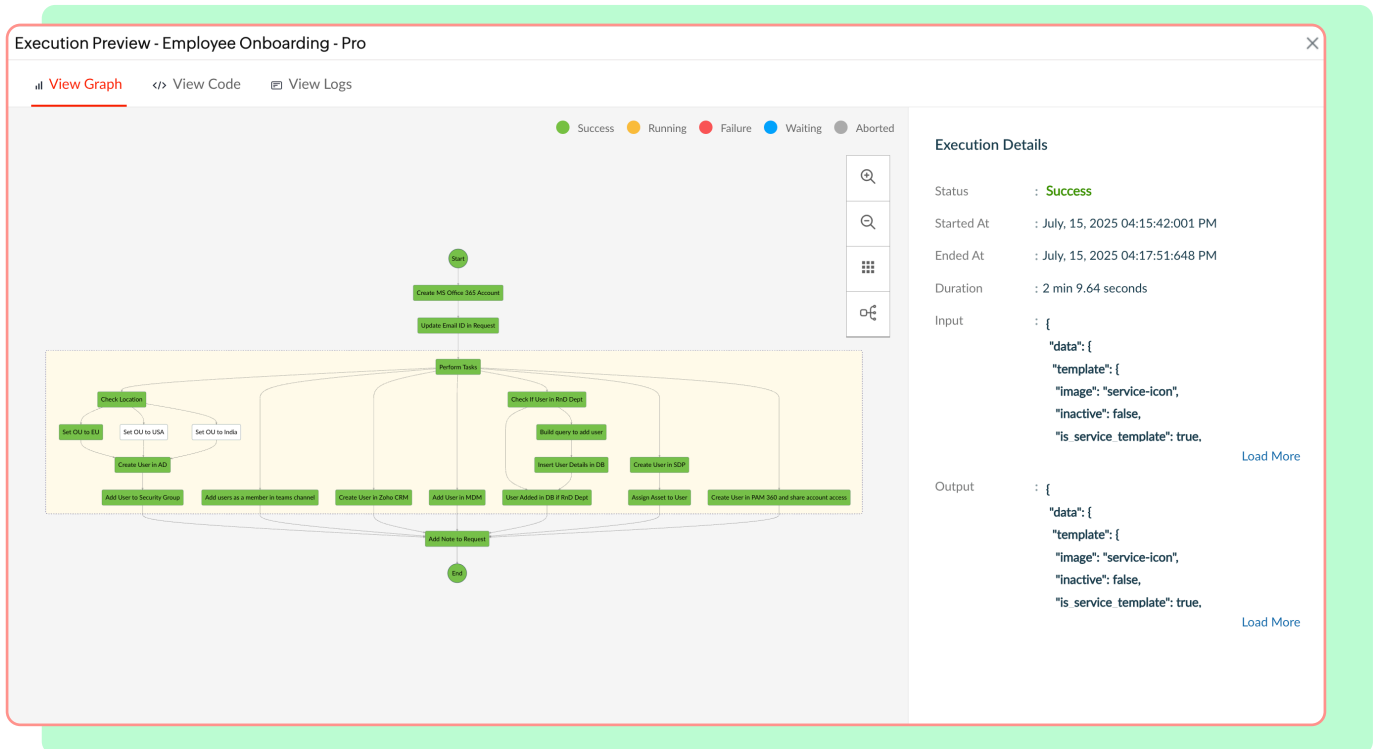 Execution Preview - Employee Onboarding - Pro
View Graph
</> View Code
View Logs
Success Running Failure Waiting Aborted
Start
Create MS Office 365 Account
Update Email ID in Request
Perform Tasks
Check Location
Check If User in RnD Dept
Set OU to EU
Set OU to USA
Set OU to India
Build query to add user
Create User in AD
Insert User Details in DB
Create User in SDP
Add User to Security Group
Add users as a member in teams channel
Create User in Zoho CRM
Add User in MDM
User Added in DB if RnD Dept
Assign Asset to User
Create User in PAM 360 and share account access
Add Note to Request
End
Execution Details
Status : Success
Started At : July, 15, 2025 04:15:42:001 PM
Ended At : July, 15, 2025 04:17:51:648 PM
Duration : 2 min 9.64 seconds
Input : {
"data": {
"template": {
"image": "service-icon",
"inactive": false,
"is_service_template": true,
Load More
Output : {
"data": {
"template": {
"image": "service-icon",
"inactive": false,
"is_service_template": true,
Load More